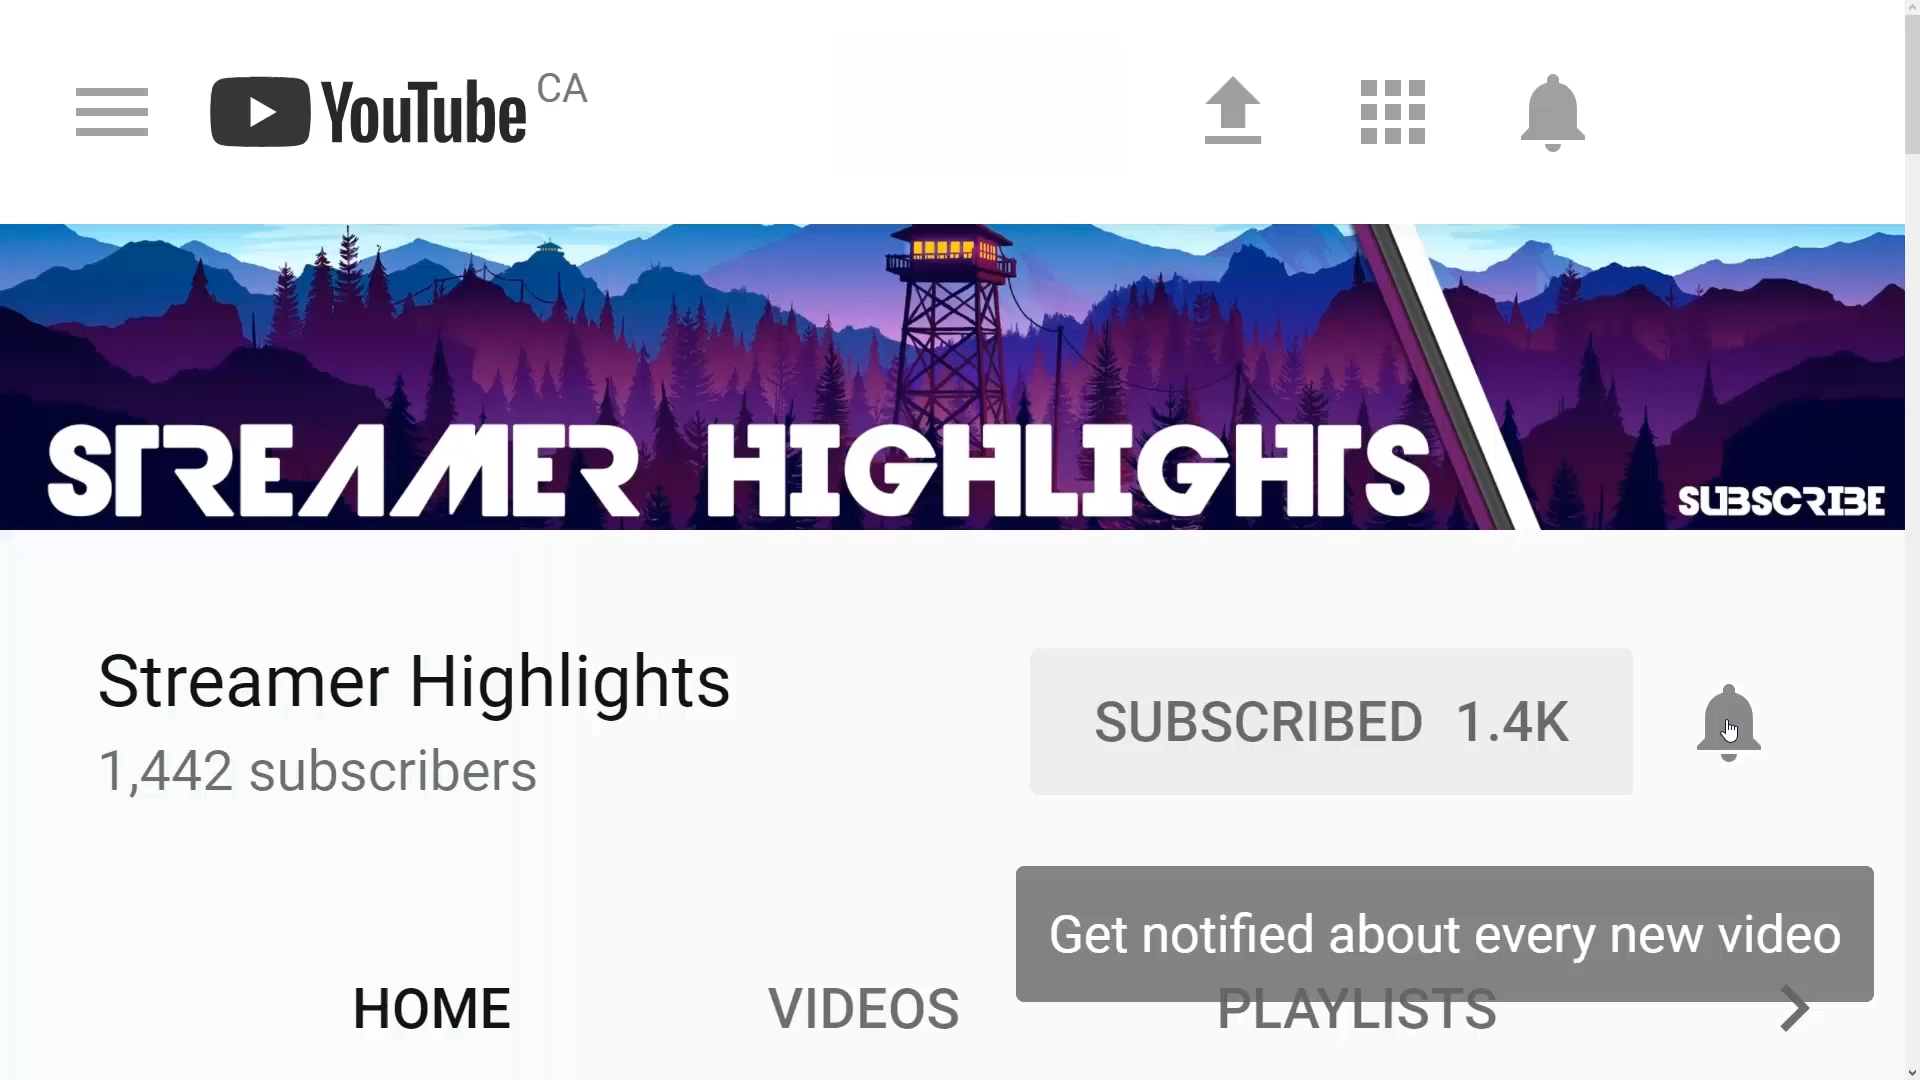 YouTube CA
STREAMER HIGHLIGHTS
SUBSCRIBE
Streamer Highlights
1,442 subscribers
SUBSCRIBED 1.4K
Get notified about every new video
HOME VIDEOS PLAYLISTS